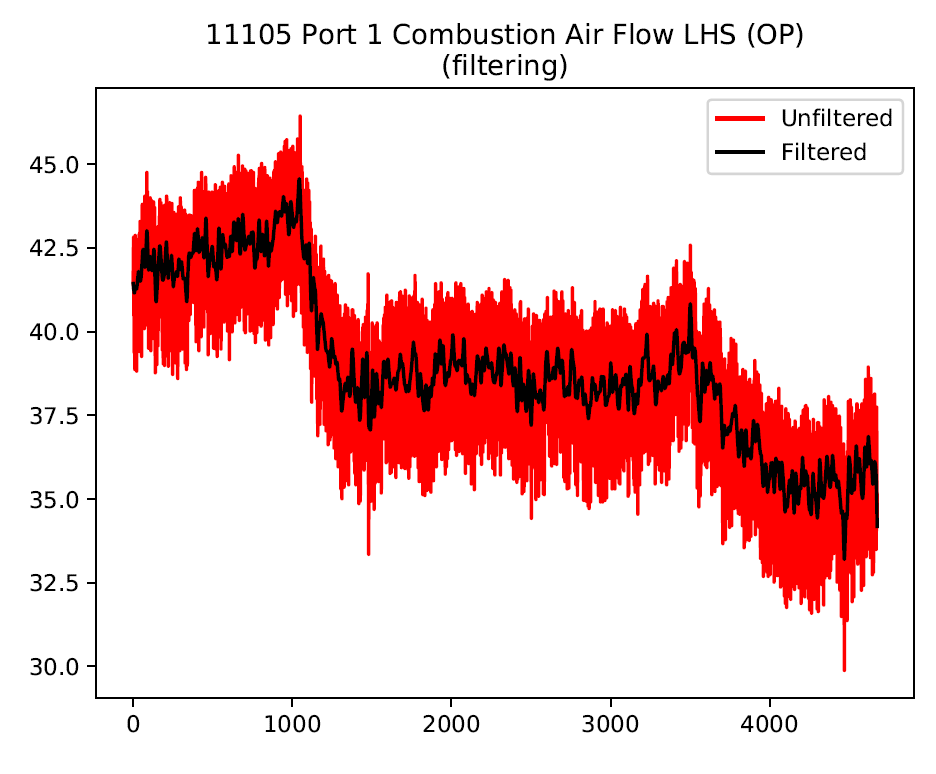 11105 Port 1 Combustion Air Flow LHS (OP)
(filtering)
Unfiltered
Filtered
45.0
42.5
40.0
37.5
35.0
32.5
30.0
0 1000 2000 3000 4000